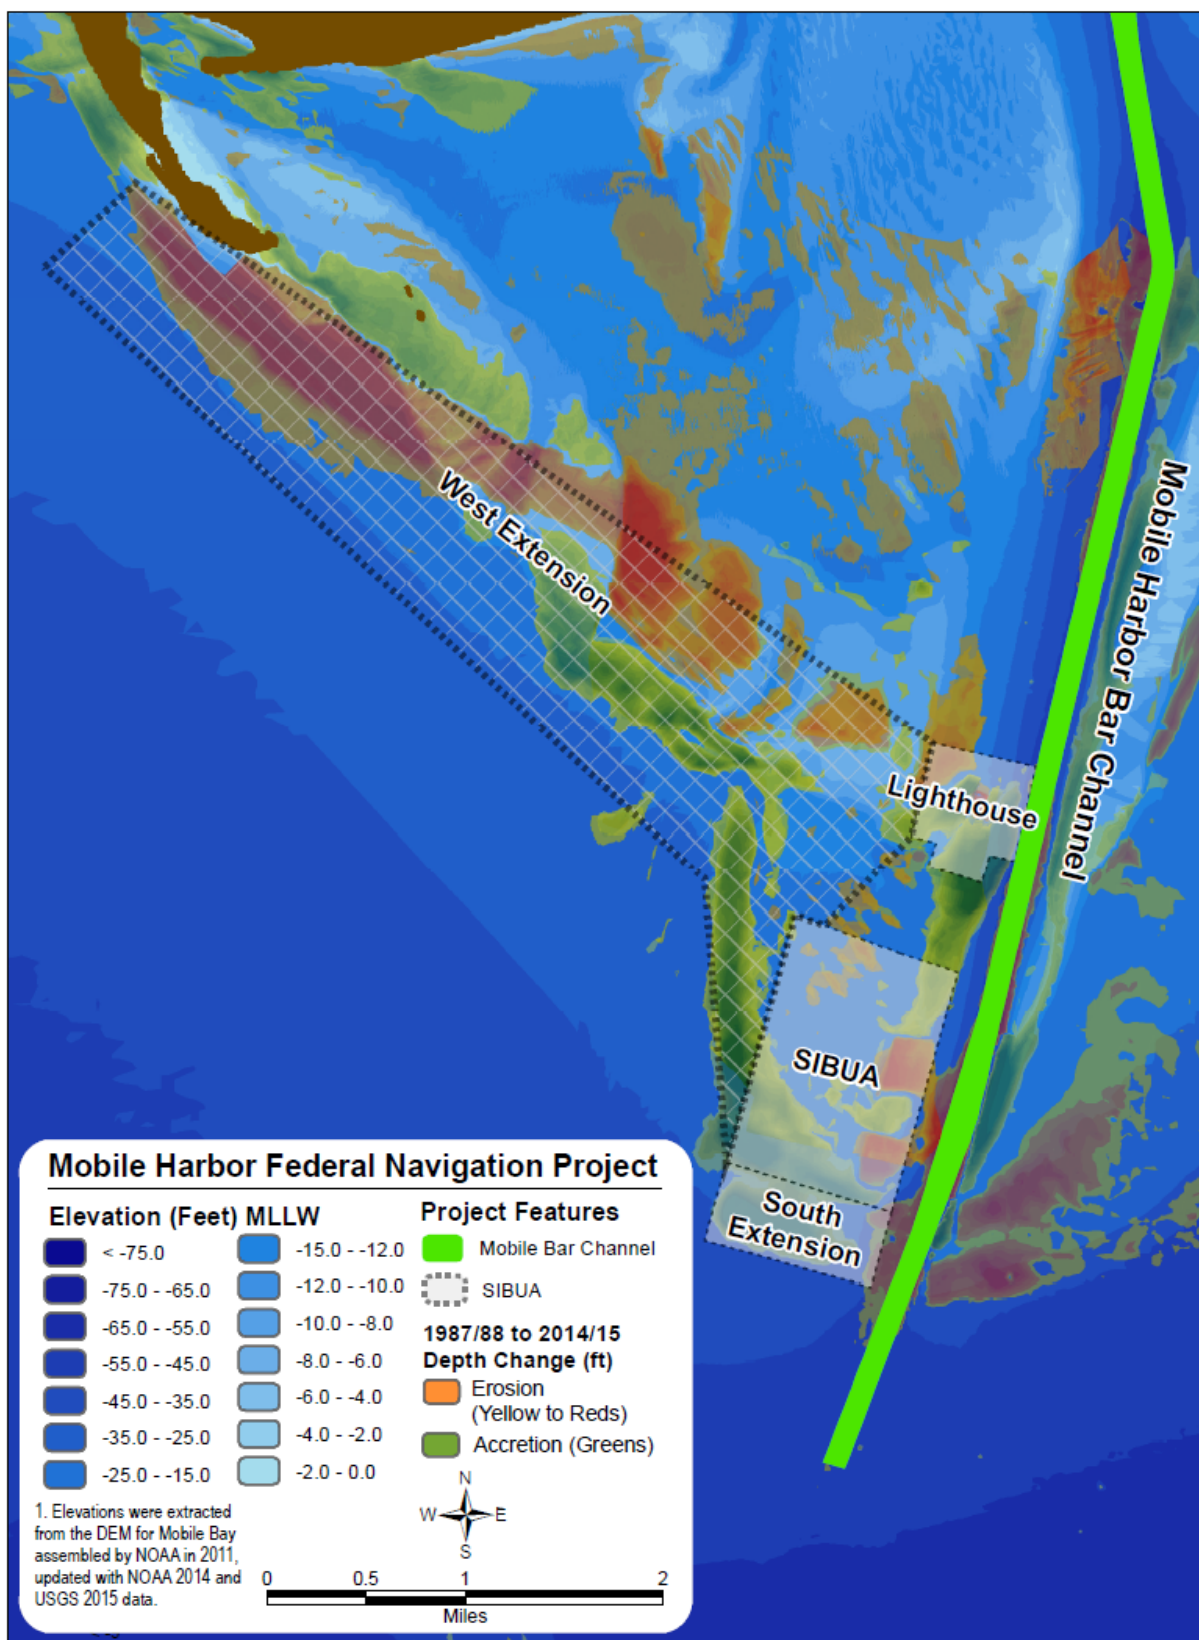 West Extension
Mobile Harbor Bar Channel
Lighthouse
SIBUA
South
Extension
Mobile Harbor Federal Navigation Project
Elevation (Feet) MLLW
< -75.0
-75.0 - -65.0
-65.0 - -55.0
-55.0 - -45.0
-45.0 - -35.0
-35.0 - -25.0
-25.0 - -15.0
-15.0 - -12.0
-12.0 - -10.0
-10.0 - -8.0
-8.0 - -6.0
-6.0 - -4.0
-4.0 - -2.0
-2.0 - 0.0
Project Features
Mobile Bar Channel
SIBUA
1987/88 to 2014/15
Depth Change (ft)
Erosion
(Yellow to Reds)
Accretion (Greens)
N
W E
S
1. Elevations were extracted
from the DEM for Mobile Bay
assembled by NOAA in 2011,
updated with NOAA 2014 and
USGS 2015 data.
0 0.5 1 2
Miles